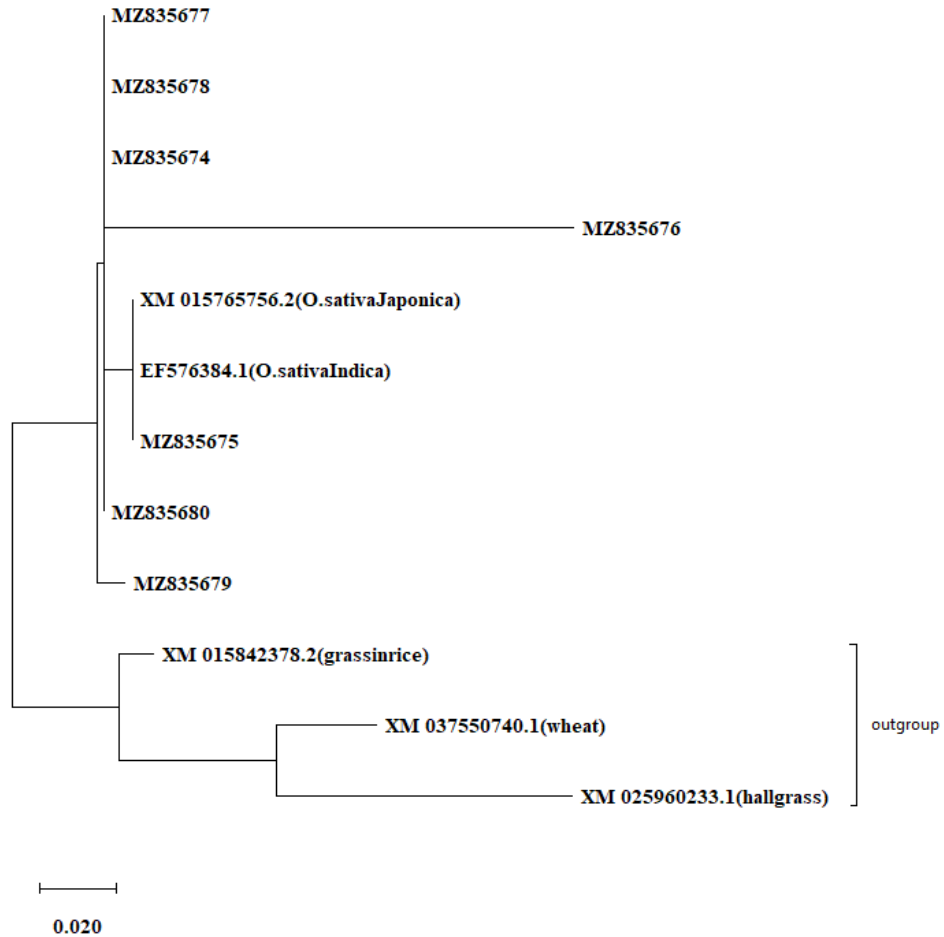 MZ835677
MZ835678
MZ835674
MZ835676
XM 015765756.2(O.sativaJaponica)
EF576384.1(O.sativaIndica)
MZ835675
MZ835680
MZ835679
XM 015842378.2(grassinrice)
XM 037550740.1(wheat)
outgroup
XM 025960233.1(hallgrass)
0.020